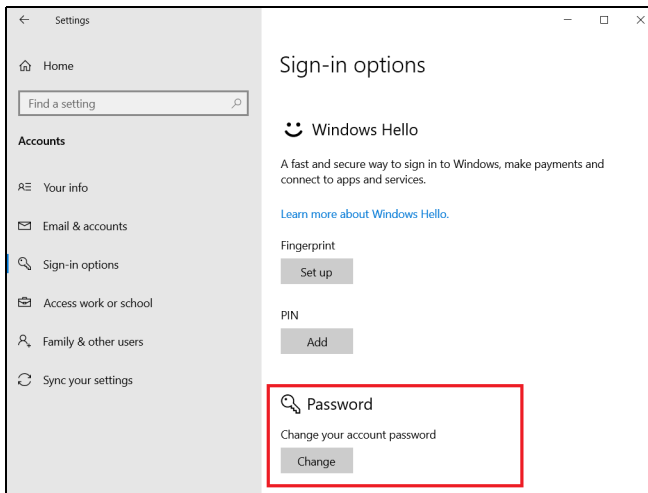 Settings
Home
Find a setting
Accounts
Your info
Email & accounts
Sign-in options
Access work or school
Family & other users
Sync your settings
Sign-in options
Windows Hello
A fast and secure way to sign in to Windows, make payments and
connect to apps and services.
Learn more about Windows Hello.
Fingerprint
Set up
PIN
Add
Password
Change your account password
Change